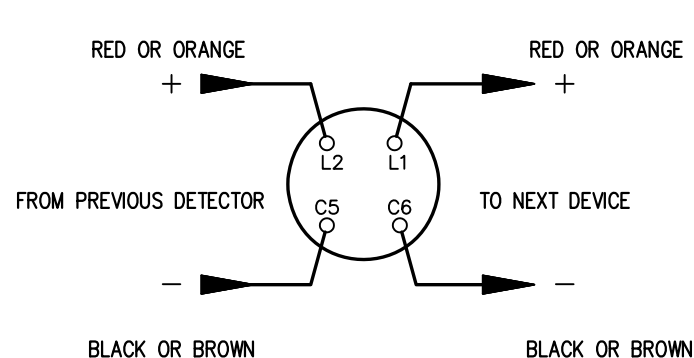 RED OR ORANGE
RED OR ORANGE
+
+
L2
L1
FROM PREVIOUS DETECTOR
TO NEXT DEVICE
C5
C6
−
−
BLACK OR BROWN
BLACK OR BROWN